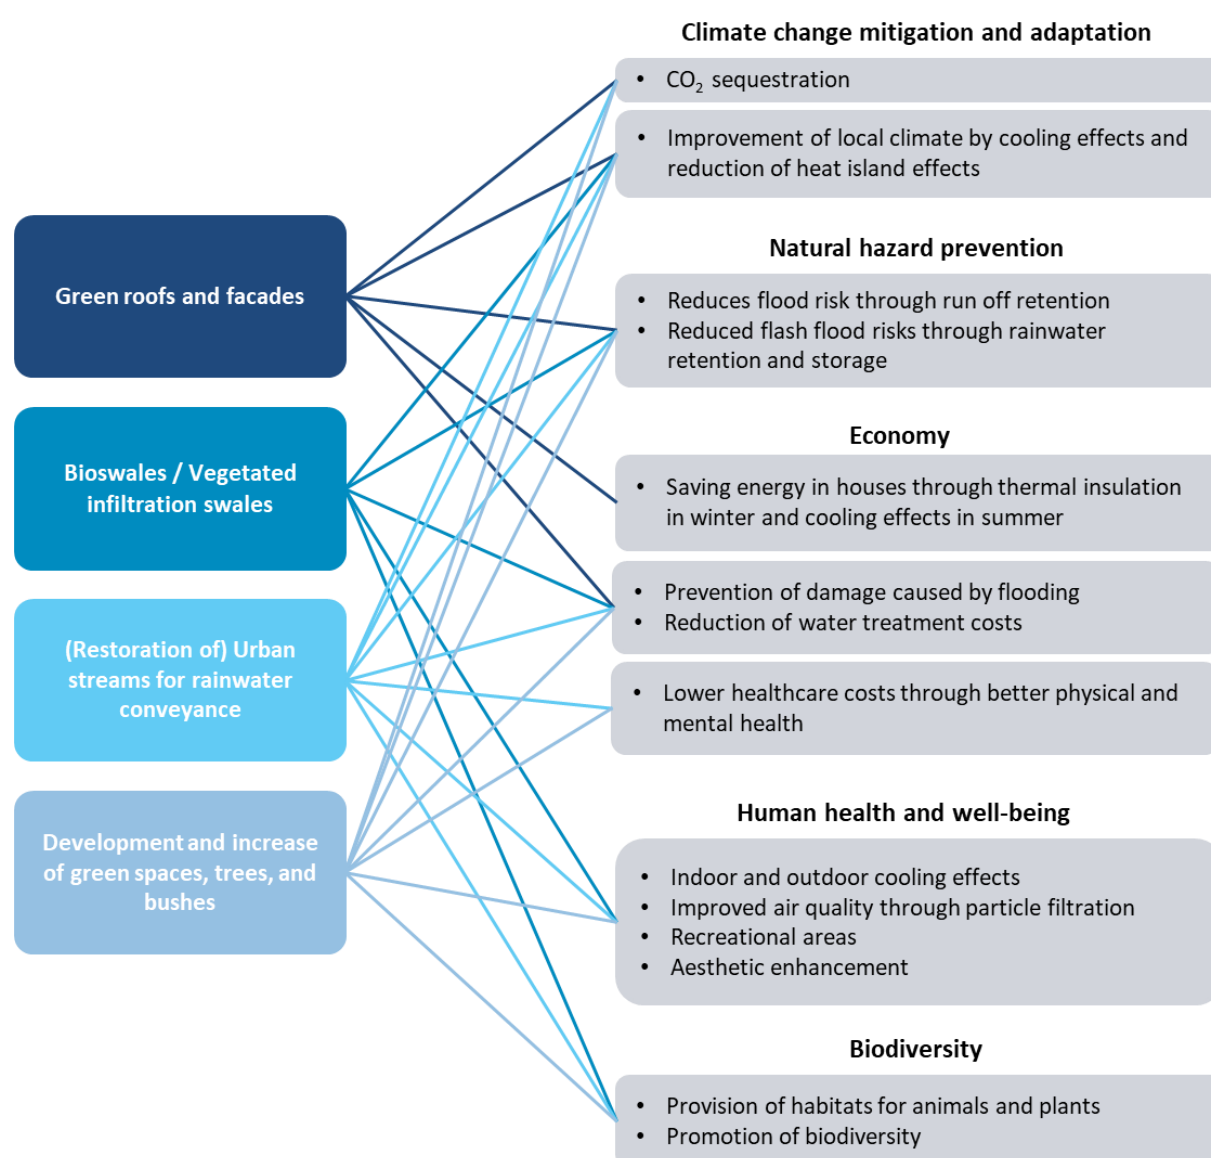 Climate change mitigation and adaptation
• CO₂ sequestration
• Improvement of local climate by cooling effects and
reduction of heat island effects
Green roofs and facades
Natural hazard prevention
• Reduces flood risk through run off retention
• Reduced flash flood risks through rainwater
retention and storage
Bioswales / Vegetated
infiltration swales
Economy
• Saving energy in houses through thermal insulation
in winter and cooling effects in summer
• Prevention of damage caused by flooding
• Reduction of water treatment costs
(Restoration of) Urban
streams for rainwater
conveyance
• Lower healthcare costs through better physical and
mental health
Development and increase
of green spaces, trees, and
bushes
Human health and well-being
• Indoor and outdoor cooling effects
• Improved air quality through particle filtration
• Recreational areas
• Aesthetic enhancement
Biodiversity
• Provision of habitats for animals and plants
• Promotion of biodiversity